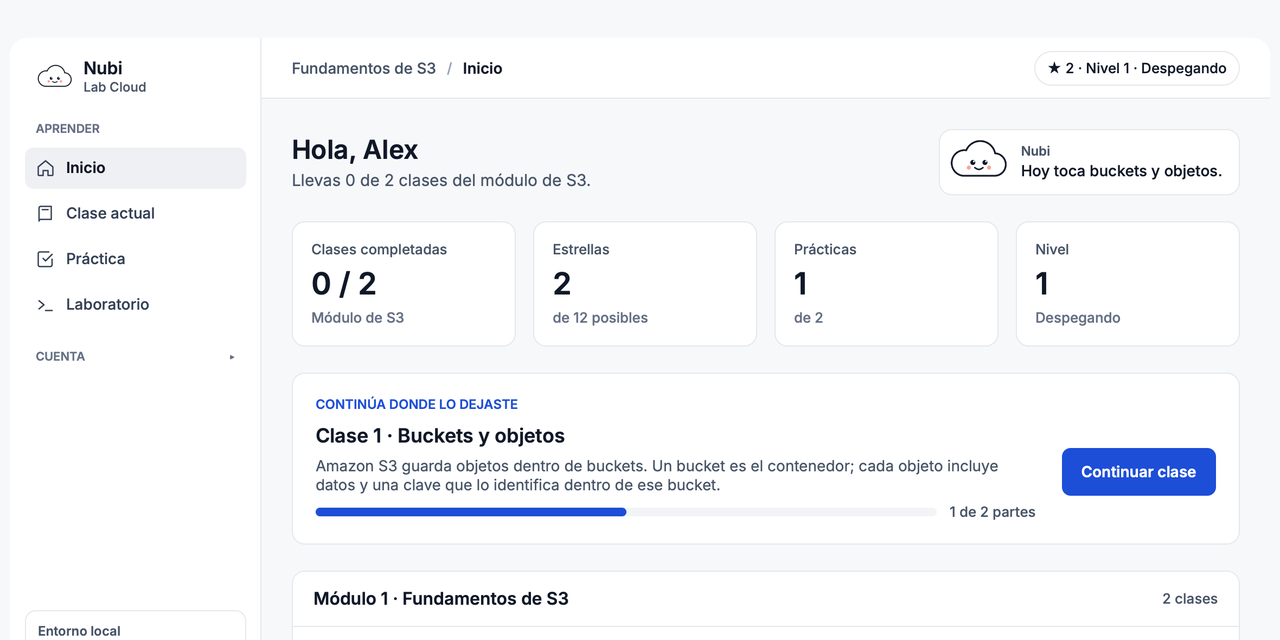 Nubi
Lab Cloud
APRENDER
Inicio
Clase actual
Práctica
Laboratorio
CUENTA
Entorno local
Fundamentos de S3 / Inicio
★ 2 · Nivel 1 · Despegando
Hola, Alex
Llevas 0 de 2 clases del módulo de S3.
Nubi
Hoy toca buckets y objetos.
Clases completadas
0 / 2
Módulo de S3
Estrellas
2
de 12 posibles
Prácticas
1
de 2
Nivel
1
Despegando
CONTINÚA DONDE LO DEJASTE
Clase 1 · Buckets y objetos
Amazon S3 guarda objetos dentro de buckets. Un bucket es el contenedor; cada objeto incluye
datos y una clave que lo identifica dentro de ese bucket.
1 de 2 partes
Continuar clase
Módulo 1 · Fundamentos de S3
2 clases